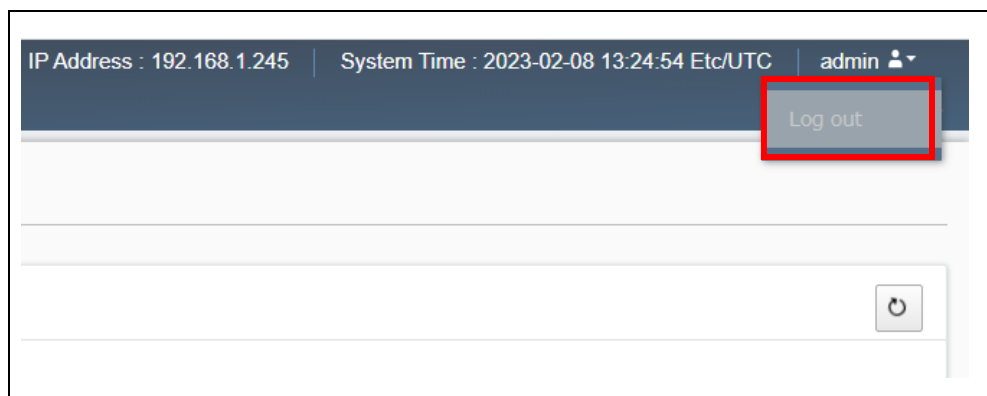 IP Address : 192.168.1.245 System Time : 2023-02-08 13:24:54 Etc/UTC admin
Log out